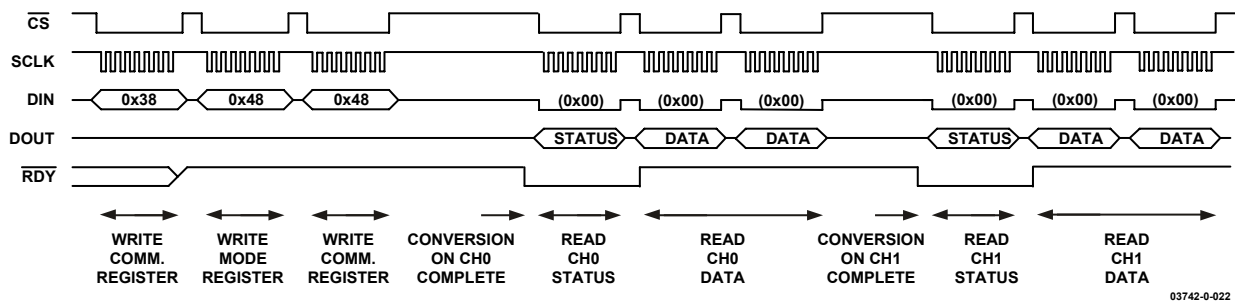 CS
SCLK
DIN 0x38 0x48 0x48 (0x00) (0x00) (0x00) (0x00) (0x00) (0x00)
DOUT STATUS DATA DATA STATUS DATA DATA
RDY
WRITE COMM. REGISTER
WRITE MODE REGISTER
WRITE COMM. REGISTER
CONVERSION ON CH0 COMPLETE
READ CH0 STATUS
READ CH0 DATA
CONVERSION ON CH1 COMPLETE
READ CH1 STATUS
READ CH1 DATA
03742-0-022